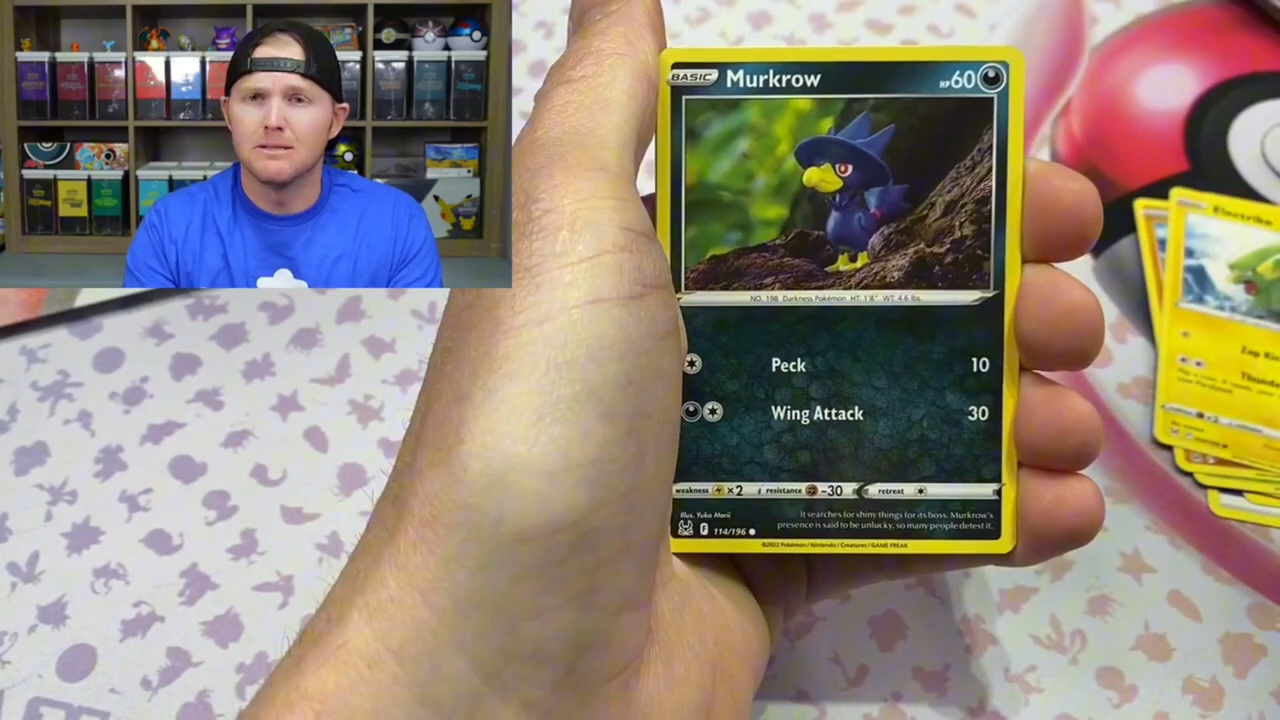 BASIC Murkrow HP60
NO. 198 Darkness Pokémon HT: 1'8" WT: 4.6 lbs.
Peck 10
Wing Attack 30
weakness ×2 resistance -30 retreat
Illus. Yuka Morii
It searches for shiny things for its boss. Murkrow's
presence is said to be unlucky, so many people detest it.
F 114/196
©2022 Pokémon / Nintendo / Creatures / GAME FREAK
Electrike